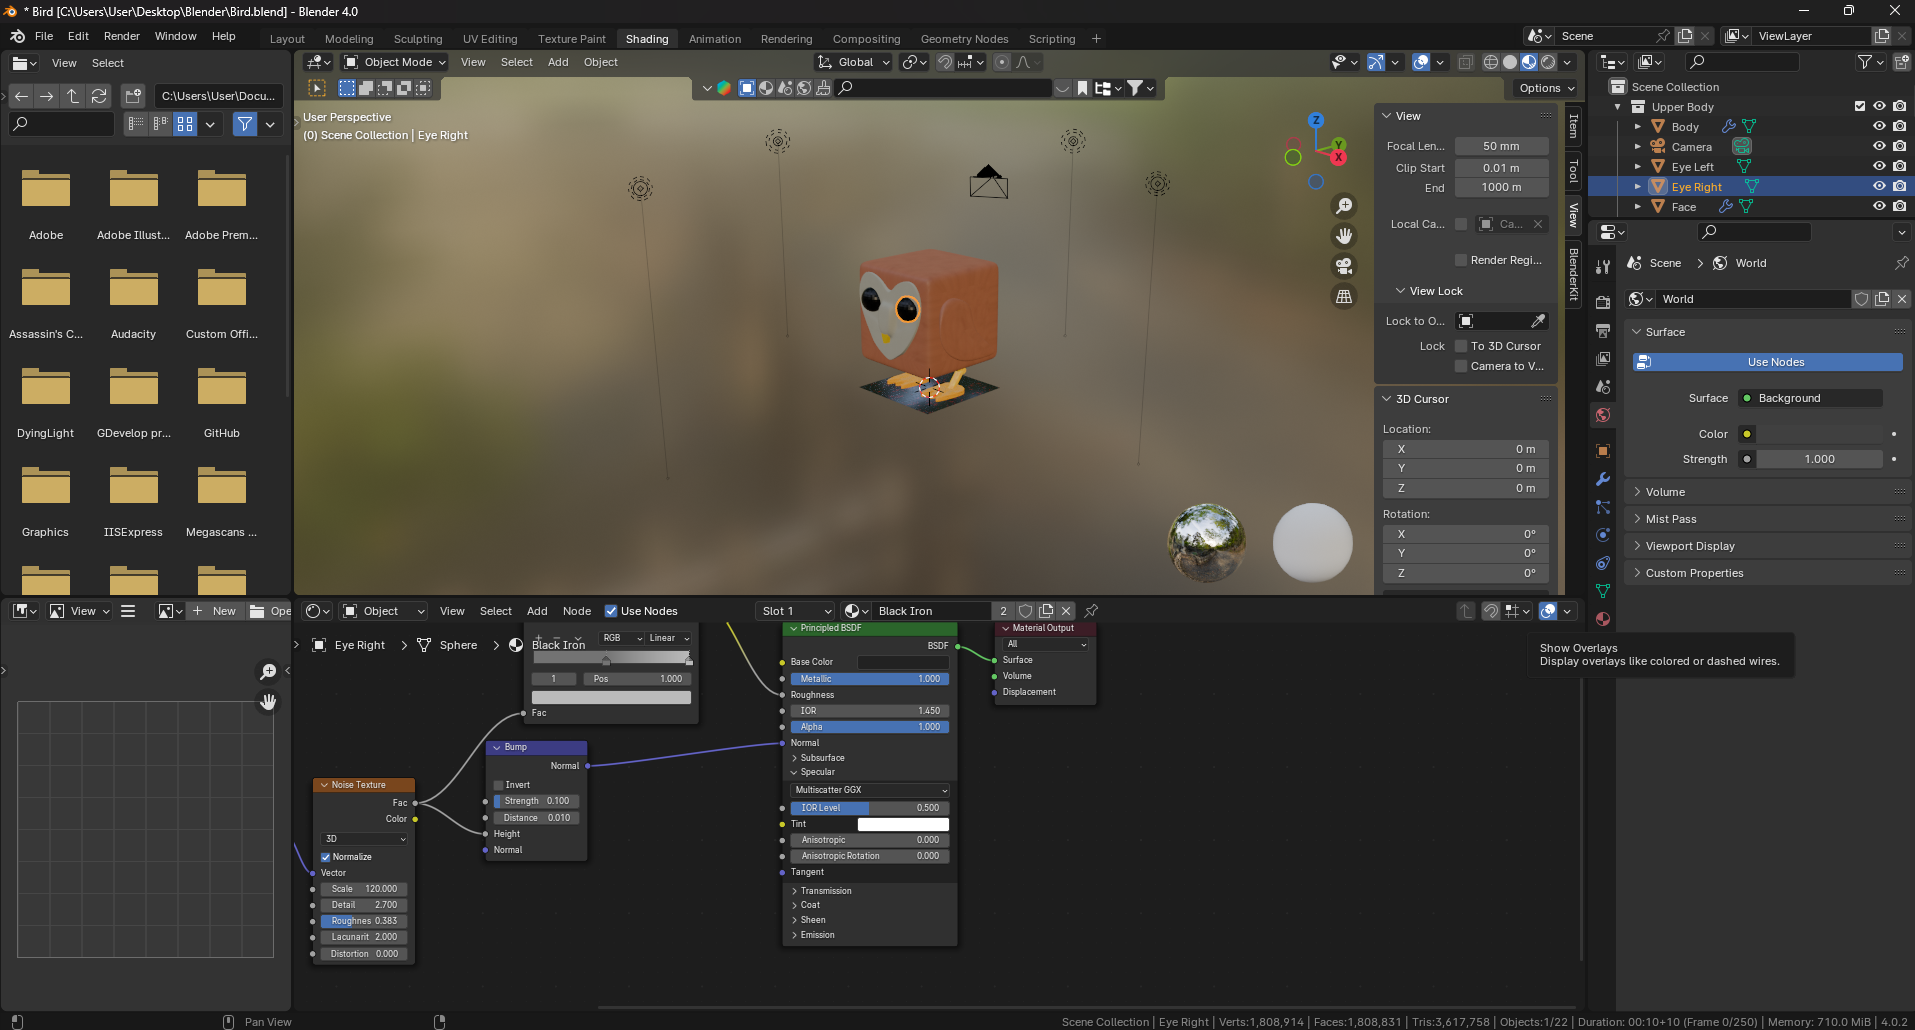 * Bird [C:\Users\User\Desktop\Blender\Bird.blend] - Blender 4.0
File Edit Render Window Help
Layout Modeling Sculpting UV Editing Texture Paint Shading Animation Rendering Compositing Geometry Nodes Scripting +
Scene
ViewLayer
View Select
C:\Users\User\Docu...
Adobe
Adobe Illust...
Adobe Prem...
Assassin's C...
Audacity
Custom Offi...
DyingLight
GDevelop pr...
GitHub
Graphics
IISExpress
Megascans ...
Object Mode View Select Add Object
Global
Options
User Perspective
(0) Scene Collection | Eye Right
Z
Y
X
View
Focal Len... 50 mm
Clip Start 0.01 m
End 1000 m
Local Ca... Ca...
Render Regi...
View Lock
Lock to O...
Lock To 3D Cursor
Camera to V...
3D Cursor
Location:
X 0 m
Y 0 m
Z 0 m
Rotation:
X 0°
Y 0°
Z 0°
Item
Tool
View
BlenderKit
Scene Collection
Upper Body
Body
Camera
Eye Left
Eye Right
Face
Scene > World
World
Surface
Use Nodes
Surface Background
Color
Strength 1.000
Volume
Mist Pass
Viewport Display
Custom Properties
View
New
Ope
Object View Select Add Node Use Nodes
Slot 1
Black Iron 2
Eye Right > Sphere > Black Iron
RGB Linear
1 Pos 1.000
Fac
Bump
Normal
Invert
Strength 0.100
Distance 0.010
Height
Normal
Noise Texture
Fac
Color
3D
Normalize
Vector
Scale 120.000
Detail 2.700
Roughnes 0.383
Lacunarit 2.000
Distortion 0.000
Principled BSDF
BSDF
Base Color
Metallic 1.000
Roughness
IOR 1.450
Alpha 1.000
Normal
Subsurface
Specular
Multiscatter GGX
IOR Level 0.500
Tint
Anisotropic 0.000
Anisotropic Rotation 0.000
Tangent
Transmission
Coat
Sheen
Emission
Material Output
All
Surface
Volume
Displacement
Show Overlays
Display overlays like colored or dashed wires.
Pan View
Scene Collection | Eye Right | Verts:1,808,914 | Faces:1,808,831 | Tris:3,617,758 | Objects:1/22 | Duration: 00:10+10 (Frame 0/250) | Memory: 710.0 MiB | 4.0.2